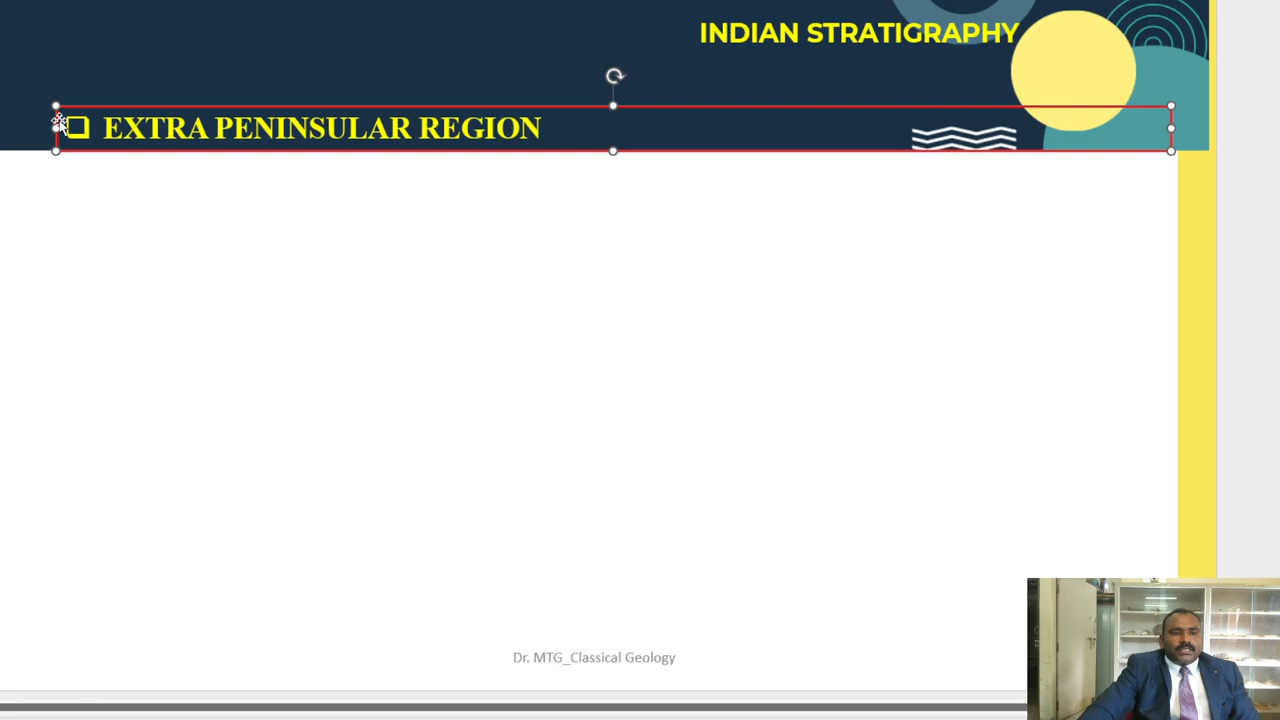 INDIAN STRATIGRAPHY
❑ EXTRA PENINSULAR REGION
Dr. MTG_Classical Geology